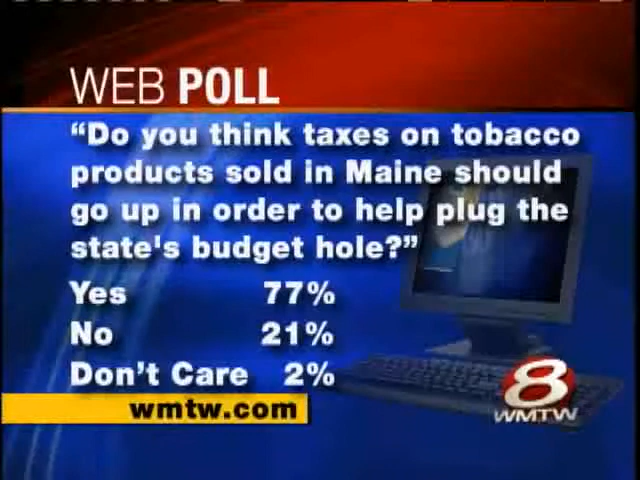 WEB POLL
“Do you think taxes on tobacco
products sold in Maine should
go up in order to help plug the
state's budget hole?”
Yes 77%
No 21%
Don't Care 2%
wmtw.com
8
WMTW